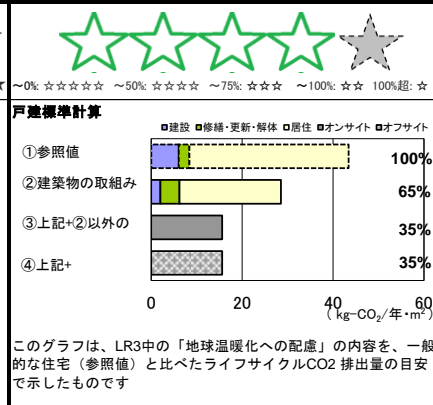 ~0%: ☆☆☆☆☆ ~50%: ☆☆☆☆ ~75%: ☆☆☆ ~100%: ☆☆ 100%超: ☆
戸建標準計算
■建設 ■修繕・更新・解体 □居住 ■オンサイト ■オフサイト
①参照値 100%
②建築物の取組み 65%
③上記+②以外の 35%
④上記+ 35%
0 20 40 60
( kg-CO₂/年・m²)
このグラフは、LR3中の「地球温暖化への配慮」の内容を、一般
的な住宅（参照値）と比べたライフサイクルCO2 排出量の目安
で示したものです